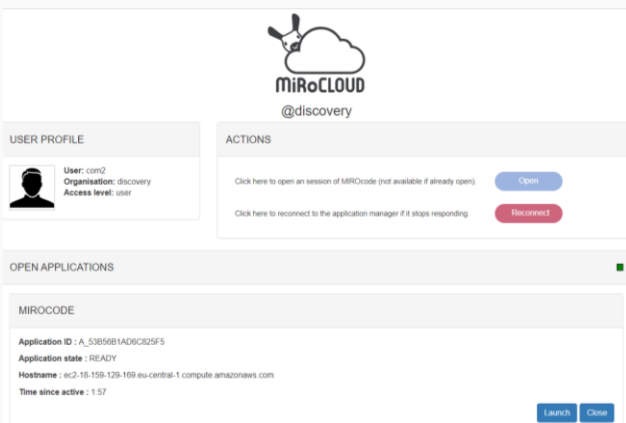 MiRoCLOUD
@discovery
USER PROFILE
User: com2
Organisation: discovery
Access level: user
ACTIONS
Click here to open an session of MIROcode (not available if already open).
Open
Click here to reconnect to the application manager if it stops responding.
Reconnect
OPEN APPLICATIONS
MIROCODE
Application ID : A_53B56B1AD6C825F5
Application state : READY
Hostname : ec2-18-159-129-169.eu-central-1.compute.amazonaws.com
Time since active : 1:57
Launch
Close